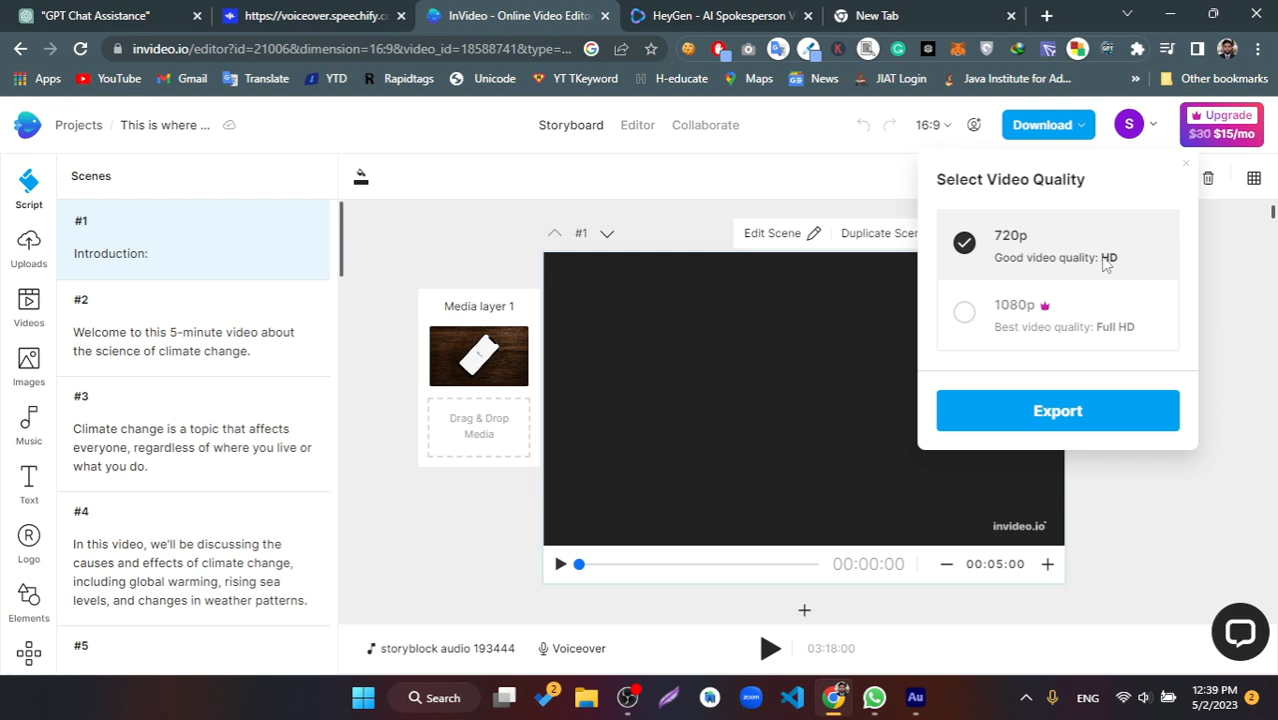 "GPT Chat Assistance"
https://voiceover.speechify.co
InVideo - Online Video Editor
HeyGen - AI Spokesperson V
New Tab
invideo.io/editor?id=21006&dimension=16:9&video_id=18588741&type=...
Apps
YouTube
Gmail
Translate
YTD
Rapidtags
Unicode
YT TKeyword
H-educate
Maps
News
JIAT Login
Java Institute for Ad...
»
Other bookmarks
Projects
This is where ...
Storyboard
Editor
Collaborate
16:9
Download
S
Upgrade
$30 $15/mo
Script
Uploads
Videos
Images
Music
Text
Logo
Elements
Scenes
#1
Introduction:
#2
Welcome to this 5-minute video about
the science of climate change.
#3
Climate change is a topic that affects
everyone, regardless of where you live or
what you do.
#4
In this video, we'll be discussing the
causes and effects of climate change,
including global warming, rising sea
levels, and changes in weather patterns.
#5
#1
Edit Scene
Duplicate Scen
Media layer 1
Drag & Drop
Media
invideo.io
00:00:00
00:05:00
Select Video Quality
720p
Good video quality: HD
1080p
Best video quality: Full HD
Export
storyblock audio 193444
Voiceover
03:18:00
Search
2
zoom
Au
ENG
12:39 PM
5/2/2023
2